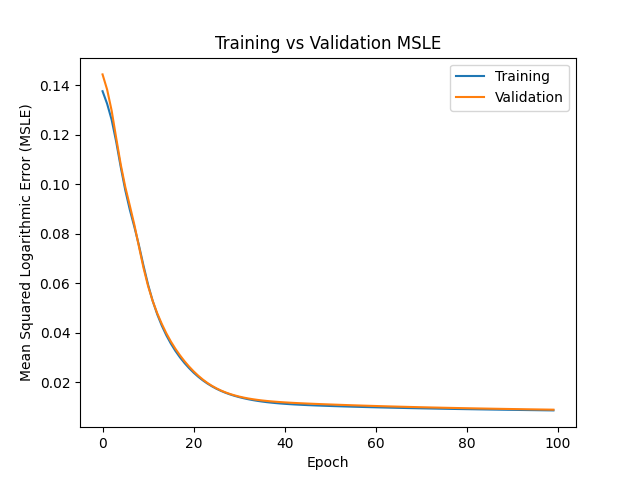 Training vs Validation MSLE
Training
Validation
Mean Squared Logarithmic Error (MSLE)
0.14
0.12
0.10
0.08
0.06
0.04
0.02
0 20 40 60 80 100
Epoch